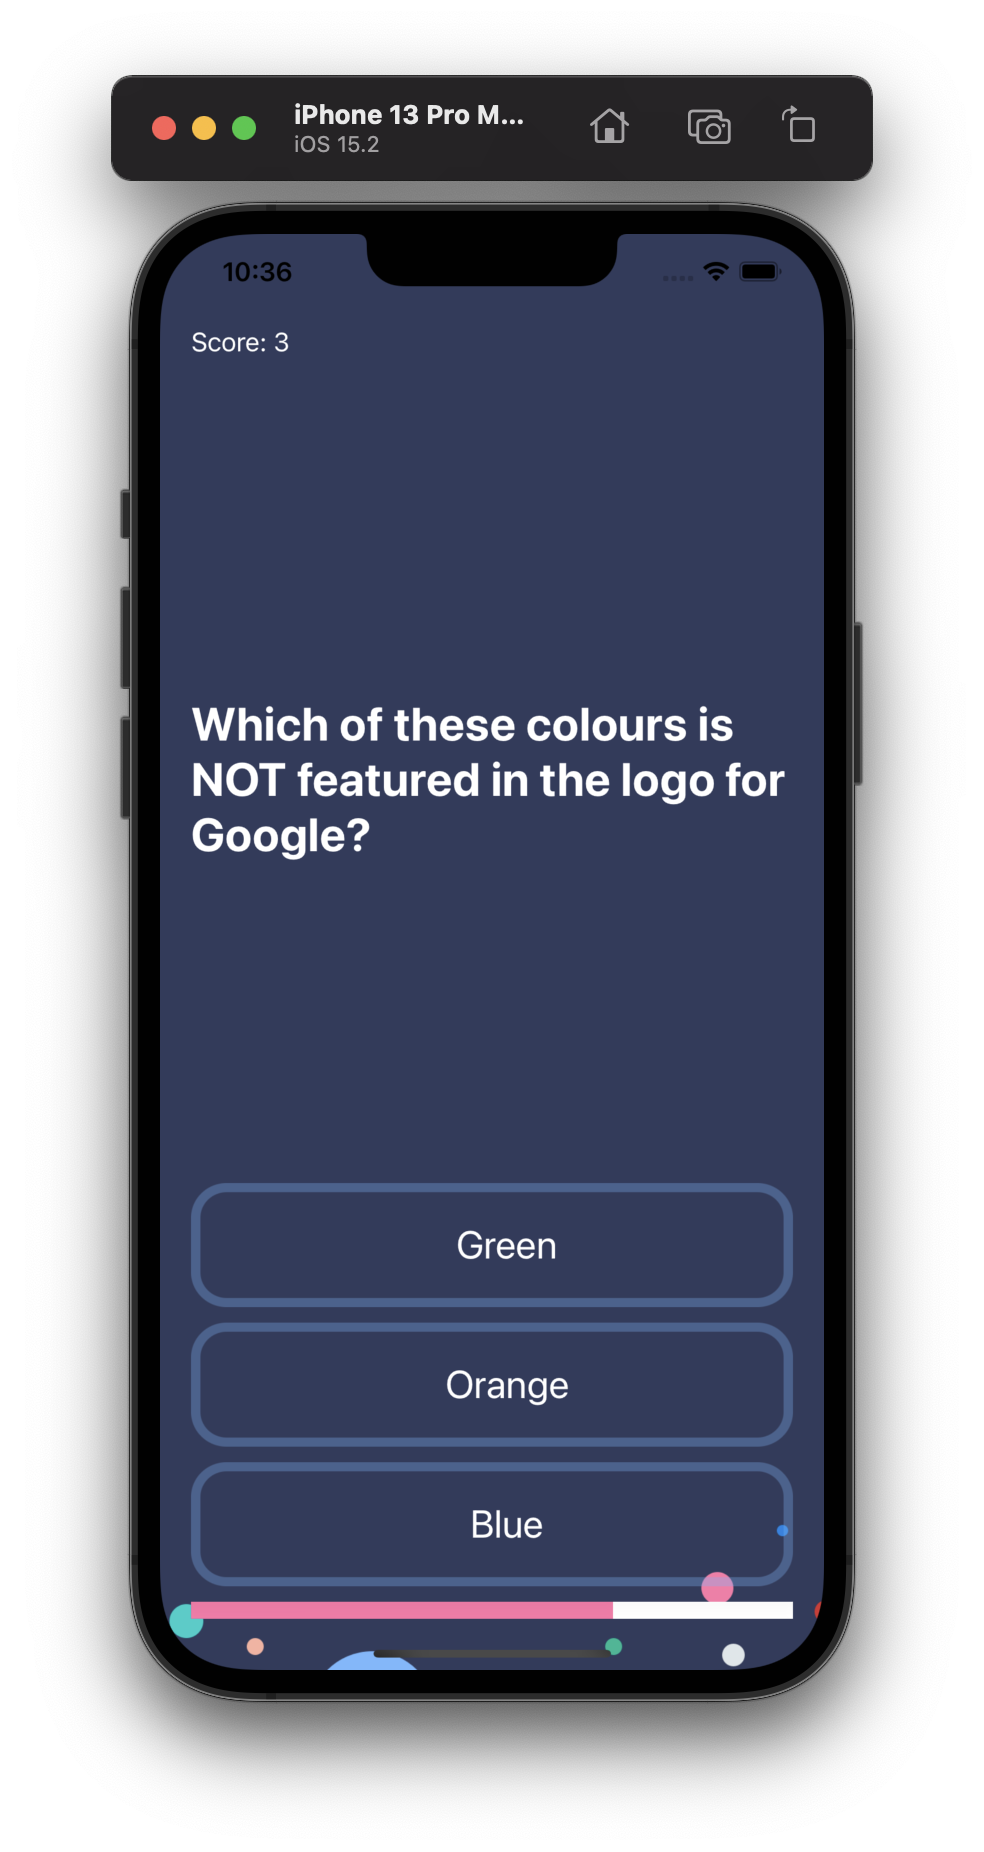 iPhone 13 Pro M...
iOS 15.2
10:36
Score: 3
Which of these colours is
NOT featured in the logo for
Google?
Green
Orange
Blue